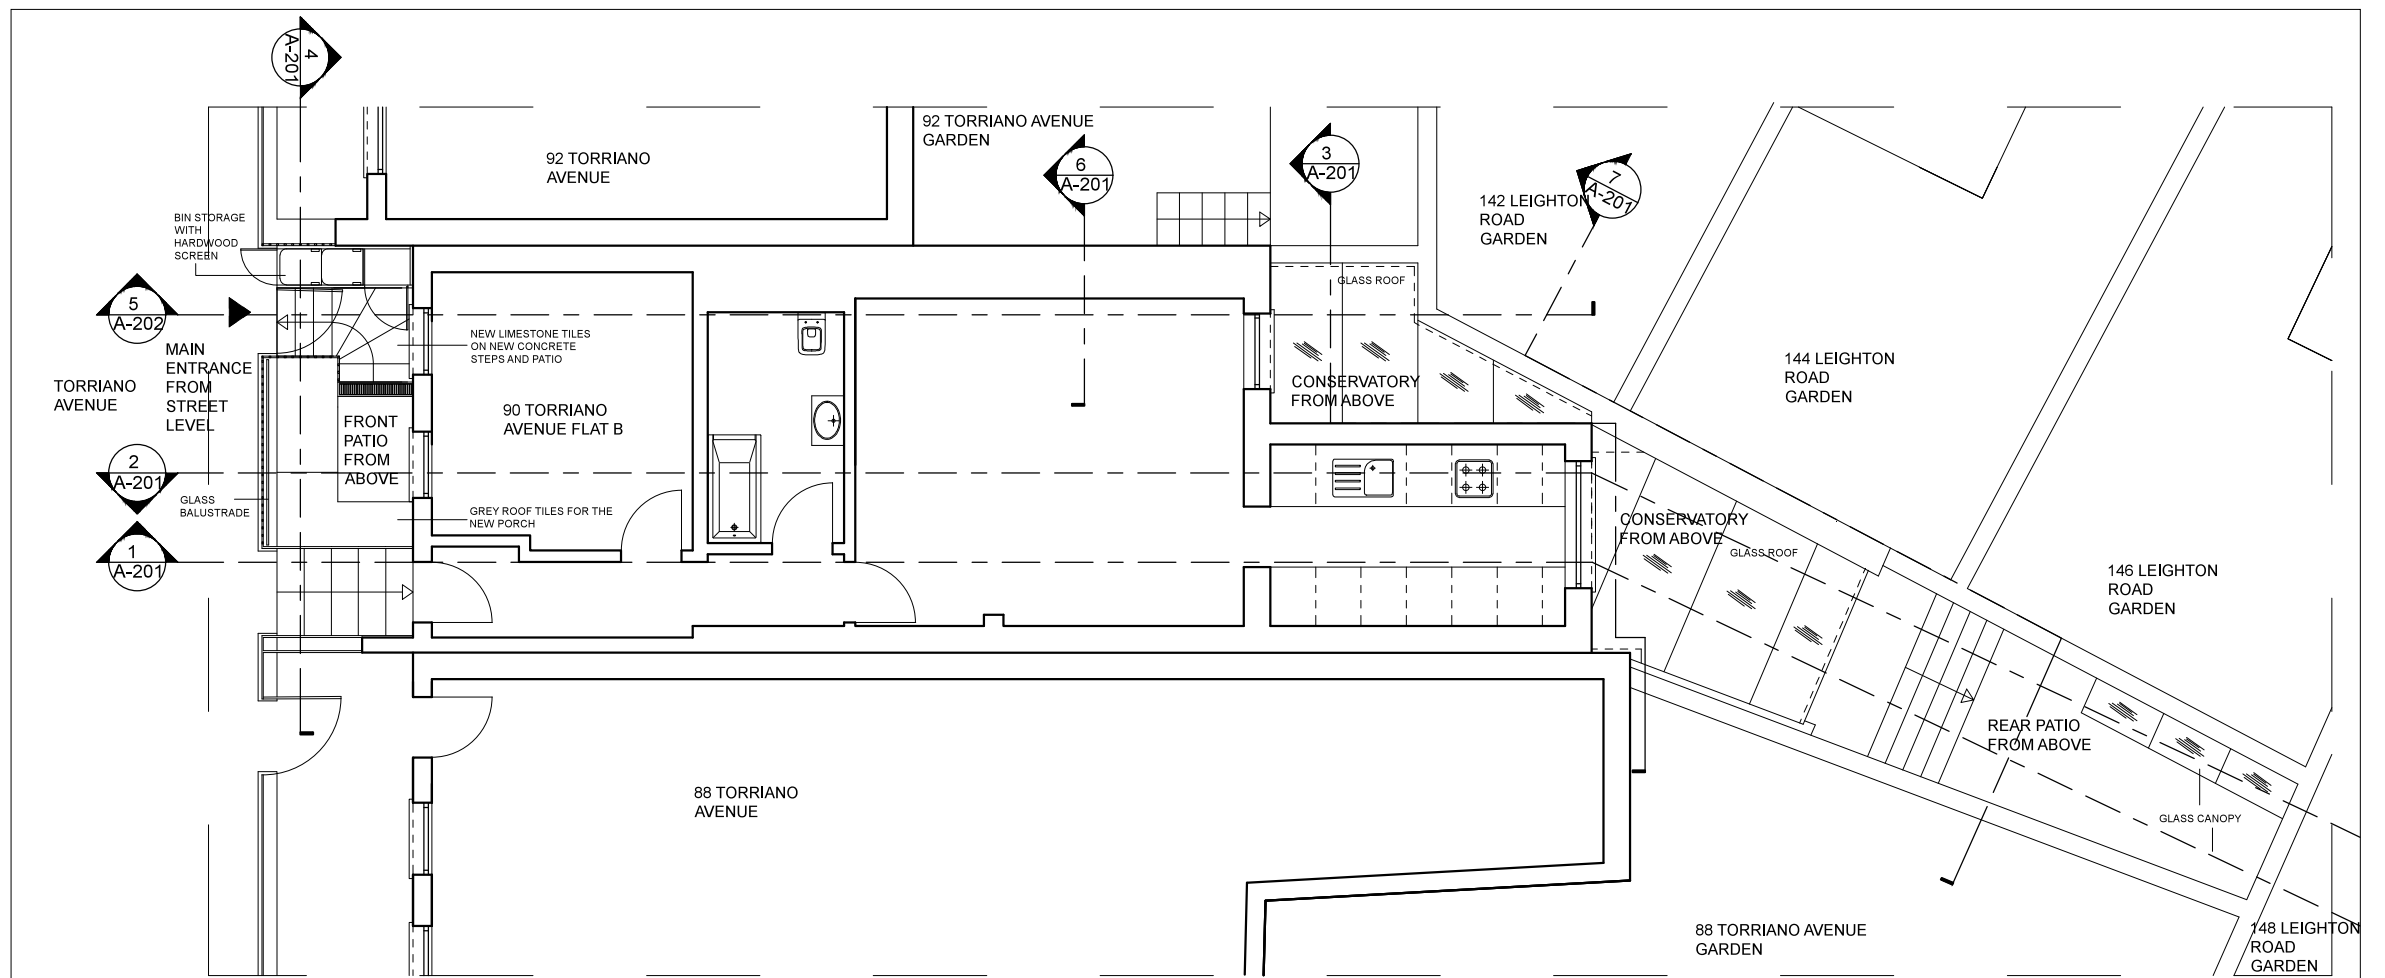 4
A-201
92 TORRIANO AVENUE
GARDEN
92 TORRIANO
AVENUE
6
A-201
3
A-201
7
A-201
142 LEIGHTON
ROAD
GARDEN
BIN STORAGE
WITH
HARDWOOD
SCREEN
GLASS ROOF
5
A-202
MAIN
ENTRANCE
FROM
STREET
LEVEL
TORRIANO
AVENUE
NEW LIMESTONE TILES
ON NEW CONCRETE
STEPS AND PATIO
90 TORRIANO
AVENUE FLAT B
FRONT
PATIO
FROM
ABOVE
CONSERVATORY
FROM ABOVE
144 LEIGHTON
ROAD
GARDEN
2
A-201
GLASS
BALUSTRADE
GREY ROOF TILES FOR THE
NEW PORCH
1
A-201
CONSERVATORY
FROM ABOVE
GLASS ROOF
146 LEIGHTON
ROAD
GARDEN
REAR PATIO
FROM ABOVE
GLASS CANOPY
88 TORRIANO
AVENUE
88 TORRIANO AVENUE
GARDEN
148 LEIGHTON
ROAD
GARDEN